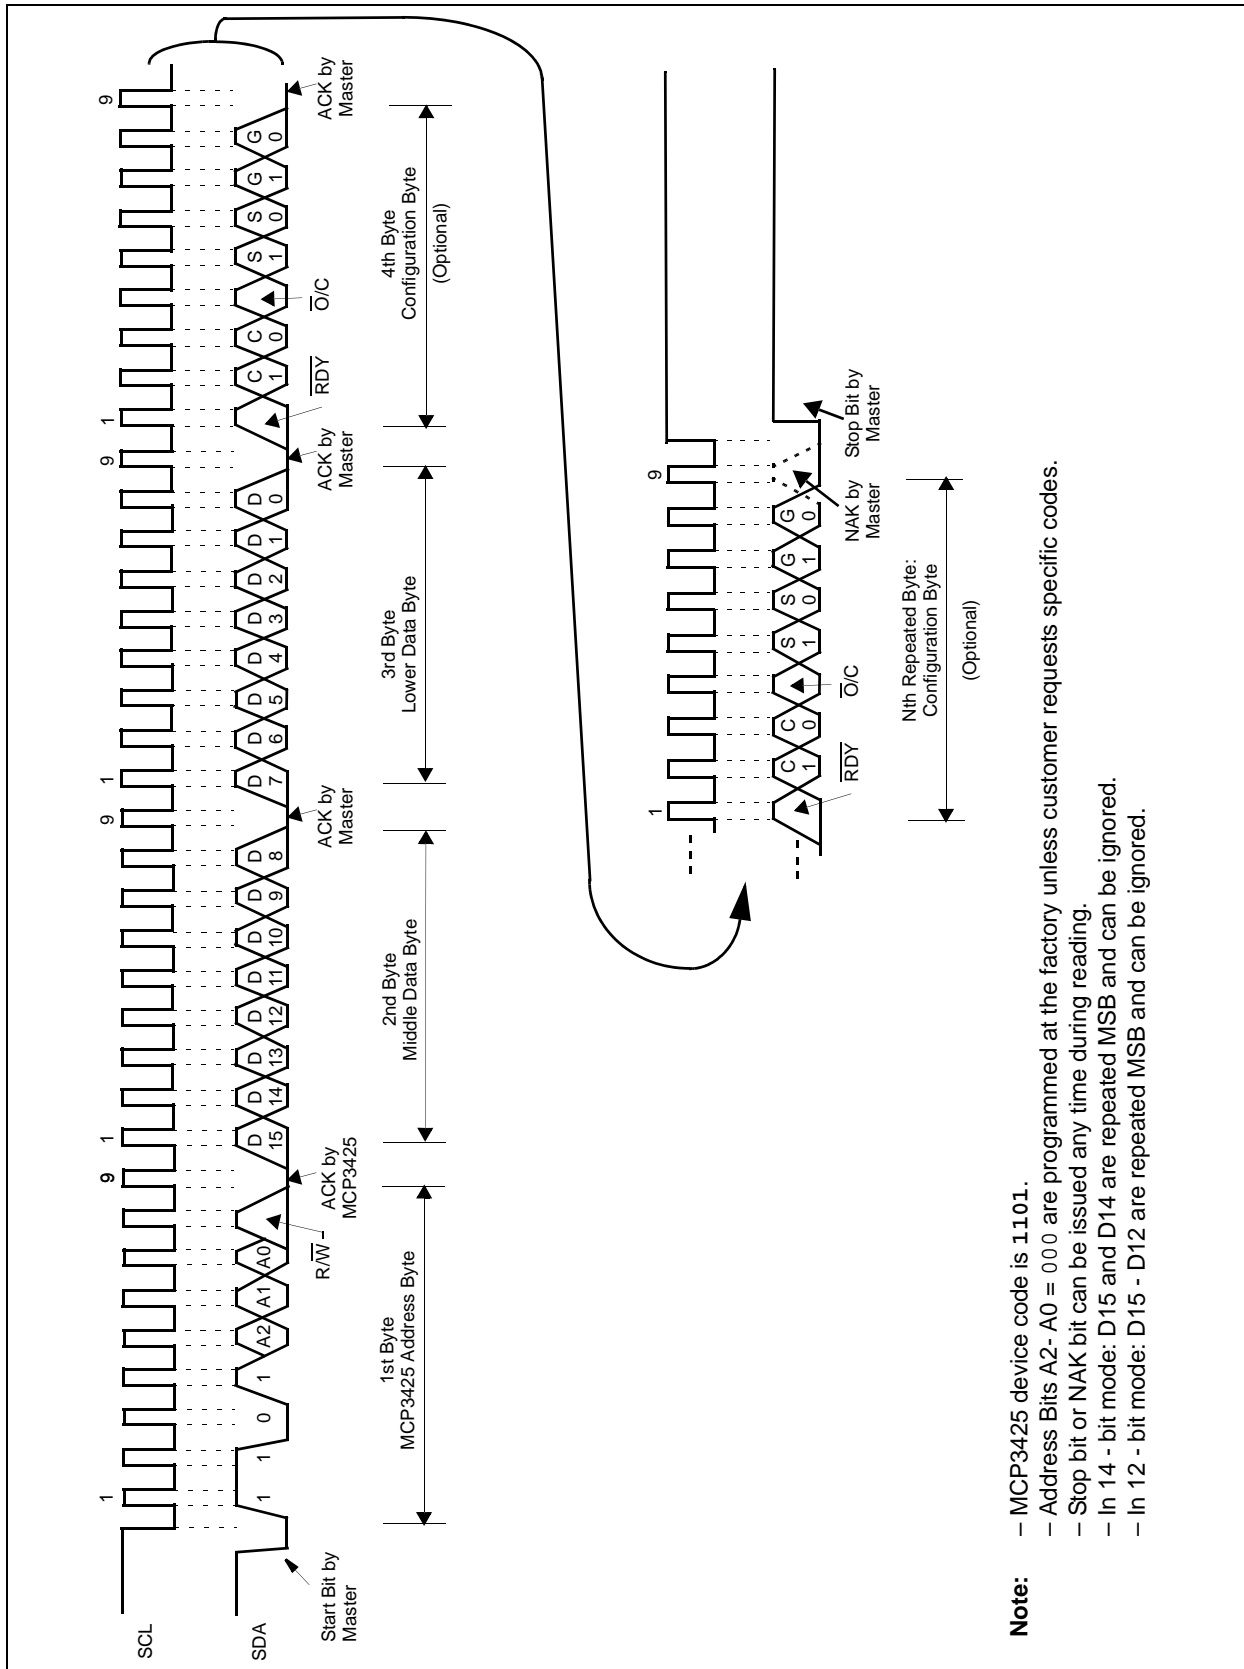 SCL
1
9
1
9
1
9
1
9
SDA
1
1
0
1
A2
A1
A0
D
15
D
14
D
13
D
12
D
11
D
10
D
9
D
8
D
7
D
6
D
5
D
4
D
3
D
2
D
1
D
0
C
1
C
0
S
1
S
0
G
1
G
0
Start Bit by
Master
R/W
ACK by
MCP3425
ACK by
Master
ACK by
Master
RDY
O/C
ACK by
Master
1st Byte
MCP3425 Address Byte
2nd Byte
Middle Data Byte
3rd Byte
Lower Data Byte
4th Byte
Configuration Byte
(Optional)
1
9
C
1
C
0
S
1
S
0
G
1
G
0
RDY
O/C
NAK by
Master
Stop Bit by
Master
Nth Repeated Byte:
Configuration Byte
(Optional)
Note: – MCP3425 device code is 1101.
– Address Bits A2- A0 = 000 are programmed at the factory unless customer requests specific codes.
– Stop bit or NAK bit can be issued any time during reading.
– In 14 - bit mode: D15 and D14 are repeated MSB and can be ignored.
– In 12 - bit mode: D15 - D12 are repeated MSB and can be ignored.